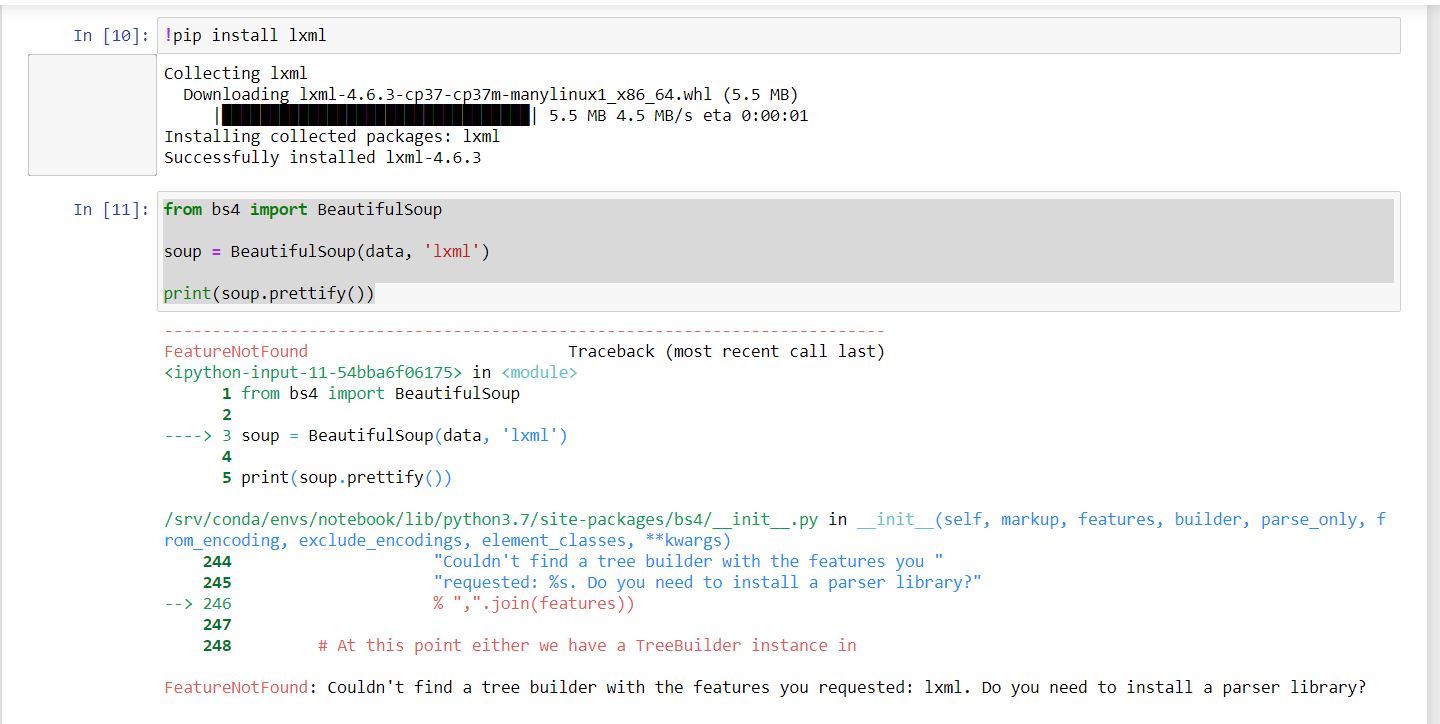 In [10]: !pip install lxml
Collecting lxml
  Downloading lxml-4.6.3-cp37-cp37m-manylinux1_x86_64.whl (5.5 MB)
     |████████████████████████████████| 5.5 MB 4.5 MB/s eta 0:00:01
Installing collected packages: lxml
Successfully installed lxml-4.6.3
In [11]: from bs4 import BeautifulSoup
soup = BeautifulSoup(data, 'lxml')
print(soup.prettify())
---------------------------------------------------------------------------
FeatureNotFound                           Traceback (most recent call last)
<ipython-input-11-54bba6f06175> in <module>
      1 from bs4 import BeautifulSoup
      2
----> 3 soup = BeautifulSoup(data, 'lxml')
      4
      5 print(soup.prettify())
/srv/conda/envs/notebook/lib/python3.7/site-packages/bs4/__init__.py in __init__(self, markup, features, builder, parse_only, f
rom_encoding, exclude_encodings, element_classes, **kwargs)
    244                     "Couldn't find a tree builder with the features you "
    245                     "requested: %s. Do you need to install a parser library?"
--> 246                     % ",".join(features))
    247
    248         # At this point either we have a TreeBuilder instance in
FeatureNotFound: Couldn't find a tree builder with the features you requested: lxml. Do you need to install a parser library?